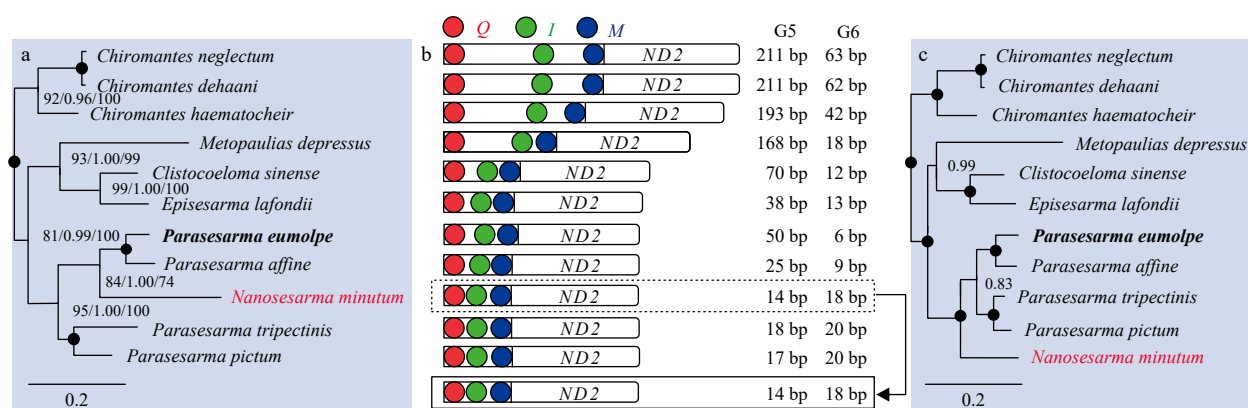 a
Chiromantes neglectum
Chiromantes dehaani
92/0.96/100
Chiromantes haematocheir
Metopaulias depressus
93/1.00/99
Clistocoeloma sinense
99/1.00/100
Episesarma lafondii
81/0.99/100
Parasesarma eumolpe
Parasesarma affine
84/1.00/74
Nanosesarma minutum
95/1.00/100
Parasesarma tripectinis
Parasesarma pictum
0.2
b
Q I M G5 G6
ND2 211 bp 63 bp
ND2 211 bp 62 bp
ND2 193 bp 42 bp
ND2 168 bp 18 bp
ND2 70 bp 12 bp
ND2 38 bp 13 bp
ND2 50 bp 6 bp
ND2 25 bp 9 bp
ND2 14 bp 18 bp
ND2 18 bp 20 bp
ND2 17 bp 20 bp
ND2 14 bp 18 bp
c
Chiromantes neglectum
Chiromantes dehaani
Chiromantes haematocheir
Metopaulias depressus
0.99
Clistocoeloma sinense
Episesarma lafondii
Parasesarma eumolpe
Parasesarma affine
0.83
Parasesarma tripectinis
Parasesarma pictum
Nanosesarma minutum
0.2